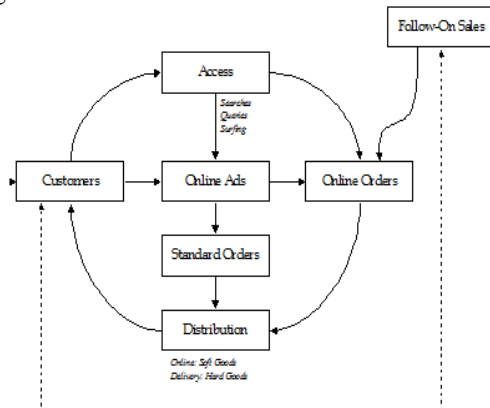 Follow-On Sales
Access
Searches
Queries
Surfing
Customers
Online Ads
Online Orders
Standard Orders
Distribution
Online: Soft Goods
Delivery: Hard Goods